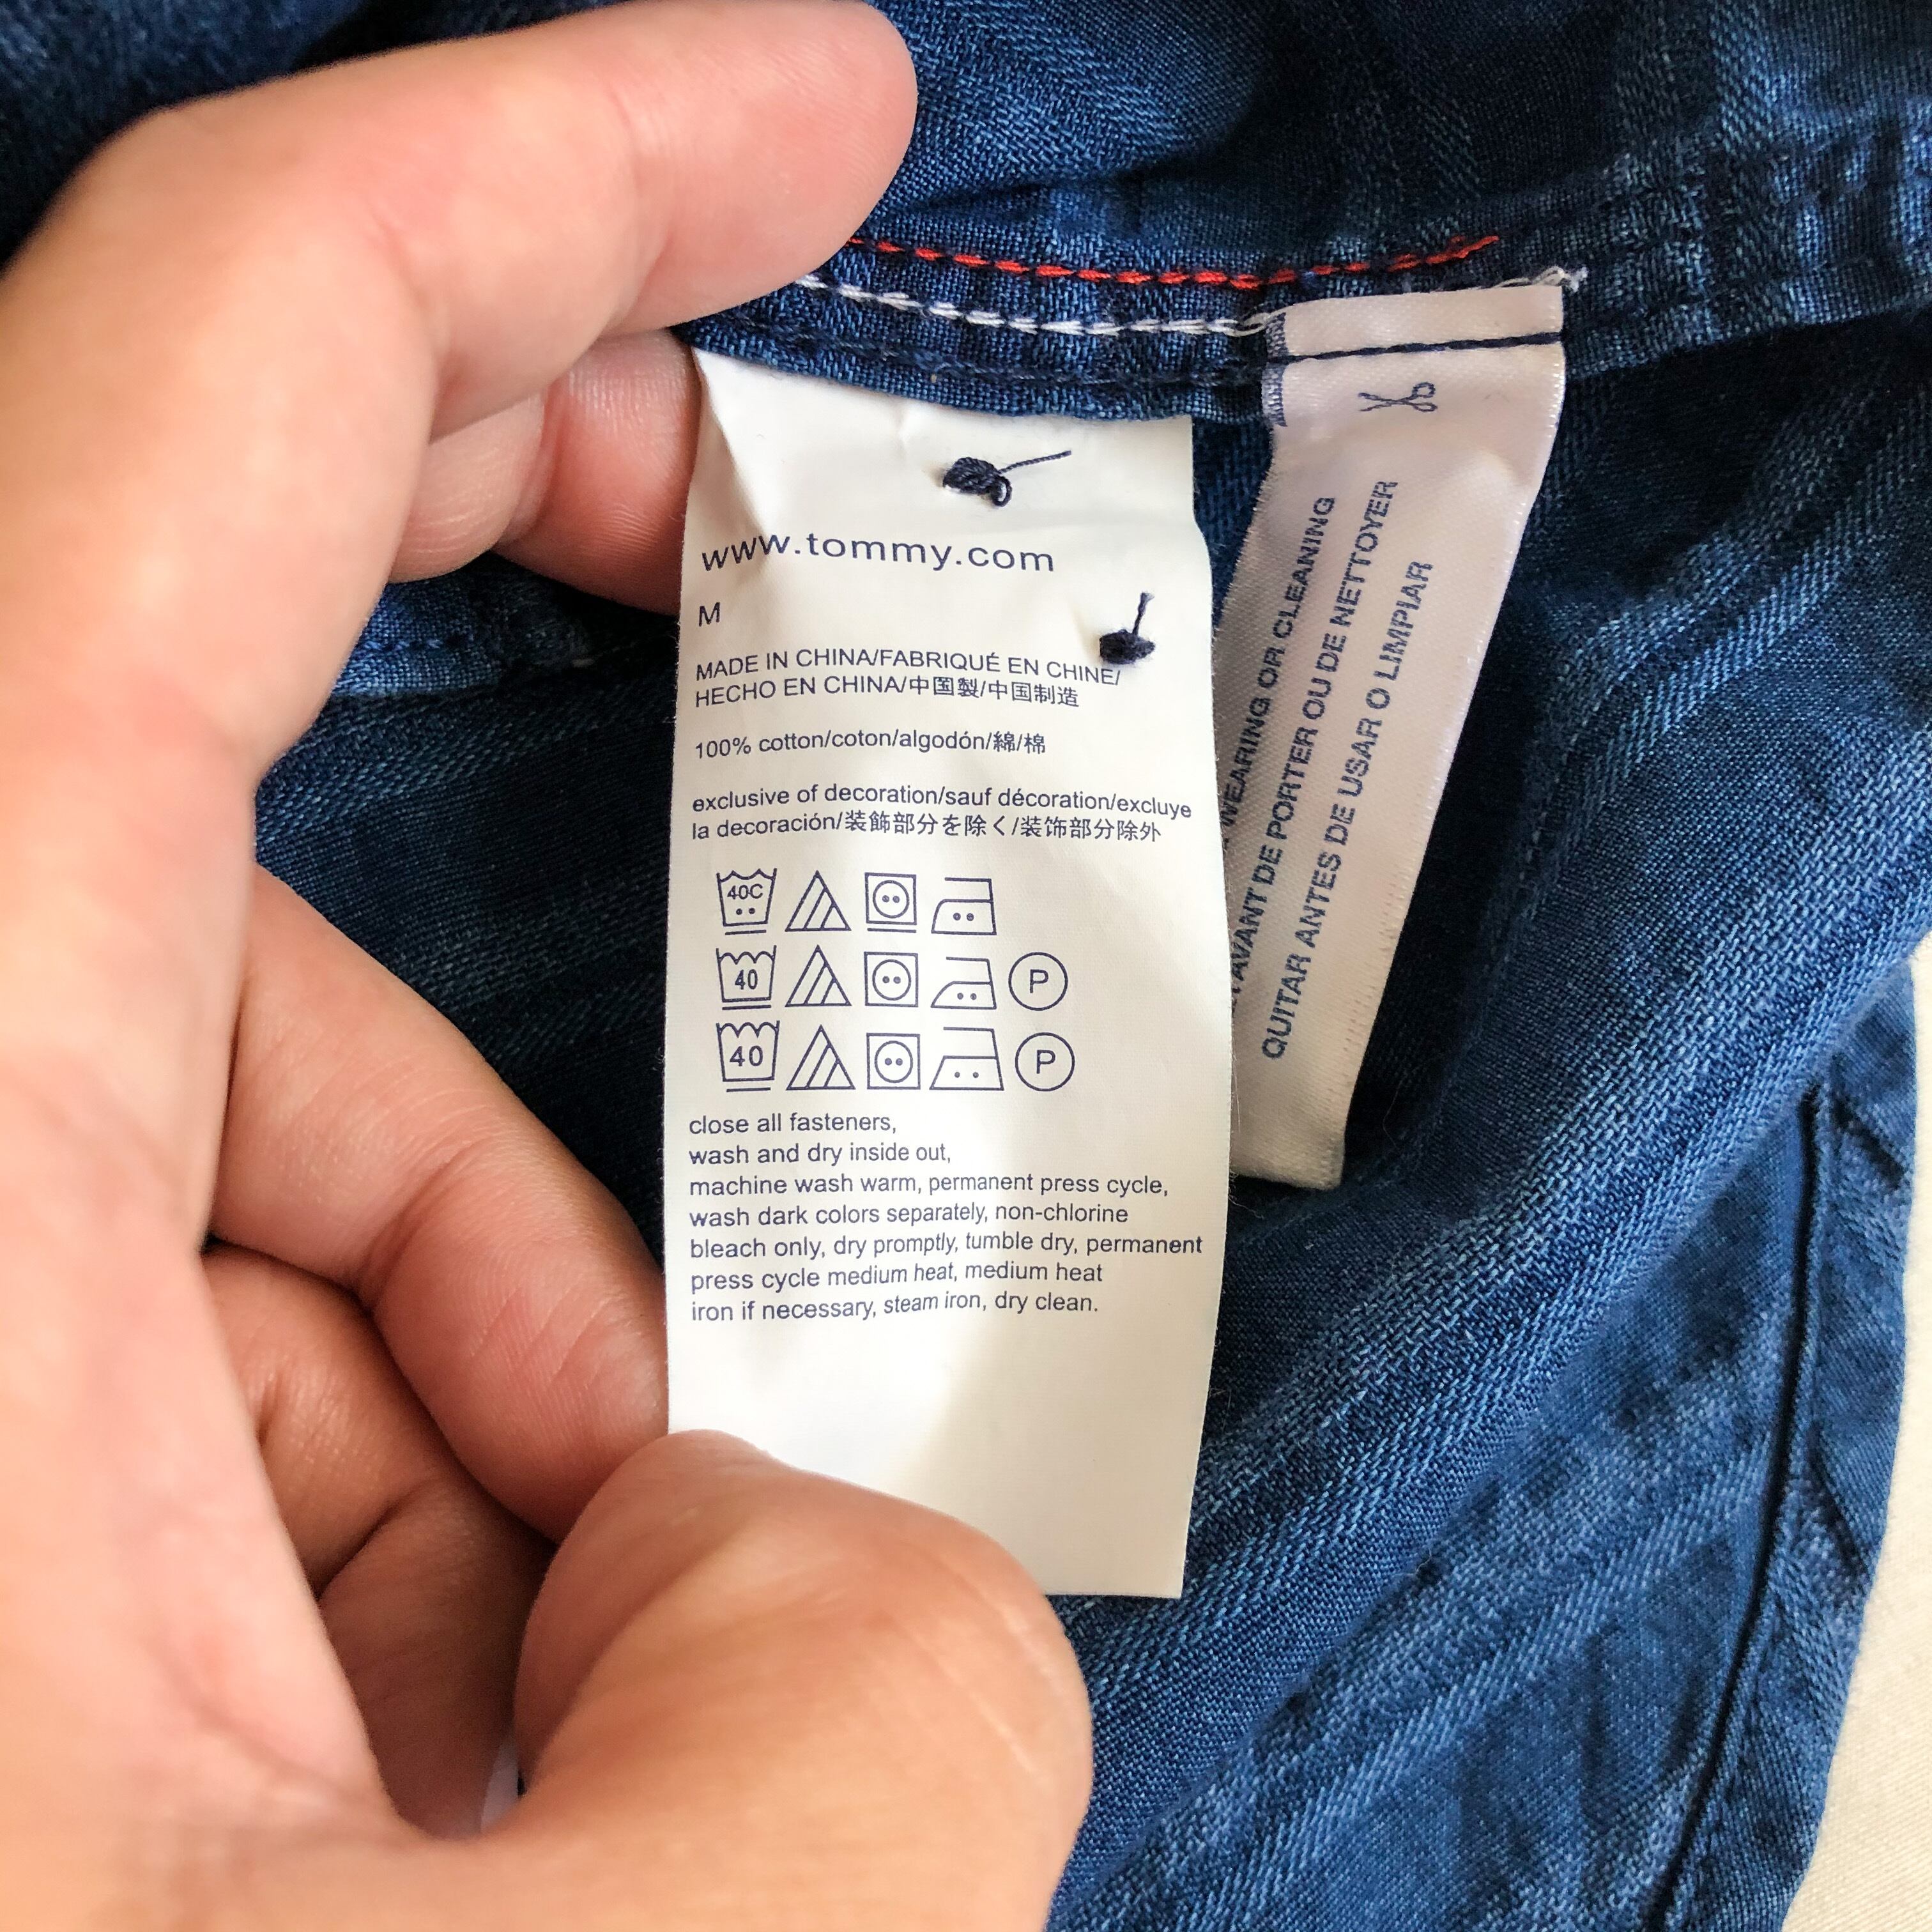 www.tommy.com
M
MADE IN CHINA/FABRIQUÉ EN CHINE/
HECHO EN CHINA/中国製/中国制造
100% cotton/coton/algodón/綿/棉
exclusive of decoration/sauf décoration/excluye
la decoración/装飾部分を除く/装饰部分除外
40C
40 P
40 P
close all fasteners,
wash and dry inside out,
machine wash warm, permanent press cycle,
wash dark colors separately, non-chlorine
bleach only, dry promptly, tumble dry, permanent
press cycle medium heat, medium heat
iron if necessary, steam iron, dry clean.
WEARING OR CLEANING
AVANT DE PORTER OU DE NETTOYER
QUITAR ANTES DE USAR O LIMPIAR